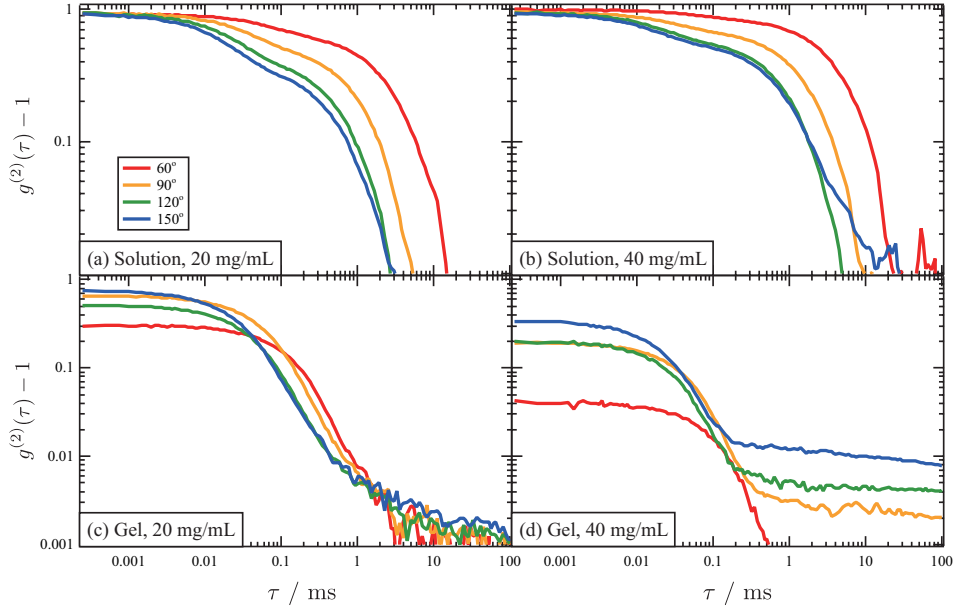 1
0.1
g⁽²⁾(τ) − 1
60°
90°
120°
150°
(a) Solution, 20 mg/mL
(b) Solution, 40 mg/mL
1
0.1
0.01
0.001
g⁽²⁾(τ) − 1
(c) Gel, 20 mg/mL
(d) Gel, 40 mg/mL
0.001 0.01 0.1 1 10 100
0.001 0.01 0.1 1 10 100
τ / ms
τ / ms